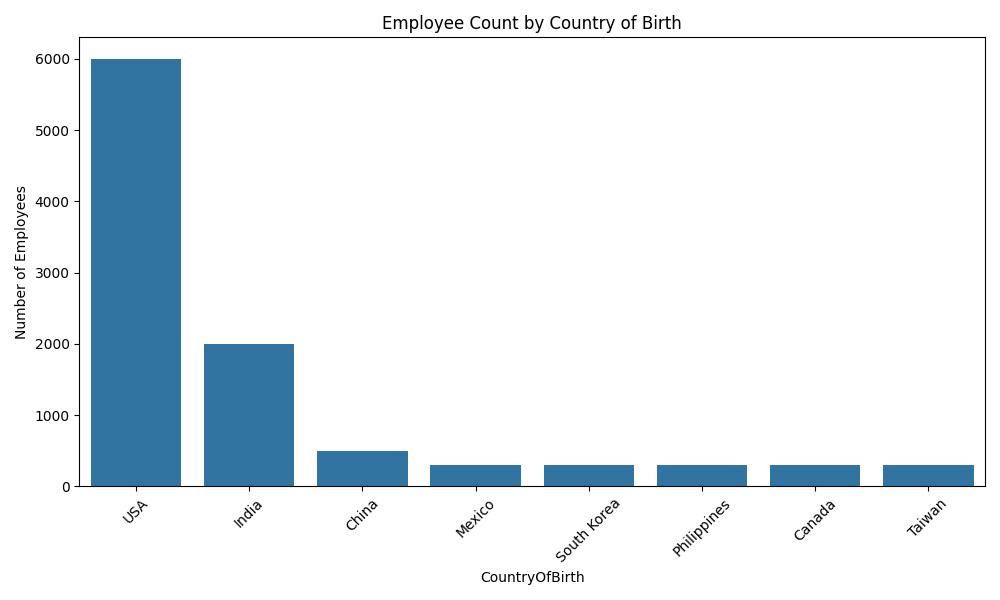 Employee Count by Country of Birth
Number of Employees
6000
5000
4000
3000
2000
1000
0
USA
India
China
Mexico
South Korea
Philippines
Canada
Taiwan
CountryOfBirth